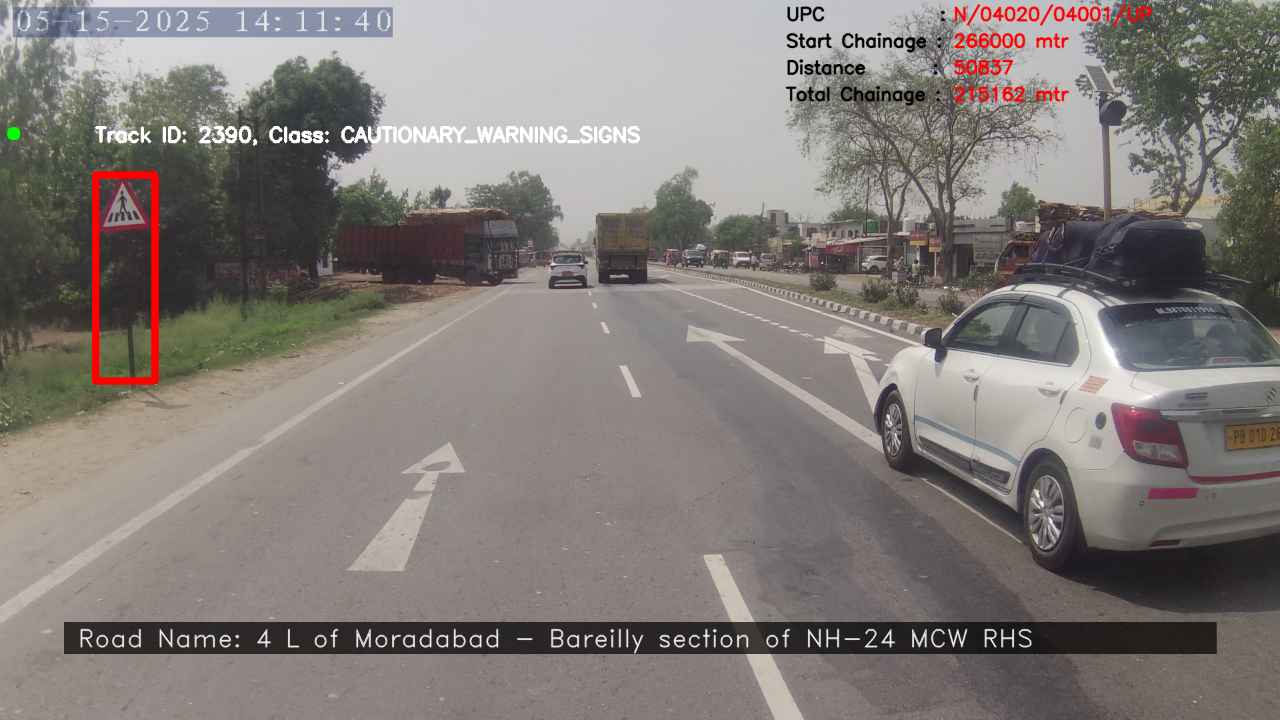 05-15-2025 14:11:40
UPC : N/04020/04001/UP
Start Chainage : 266000 mtr
Distance : 50837
Total Chainage : 215162 mtr
Track ID: 2390, Class: CAUTIONARY_WARNING_SIGNS
Road Name: 4 L of Moradabad - Bareilly section of NH-24 MCW RHS